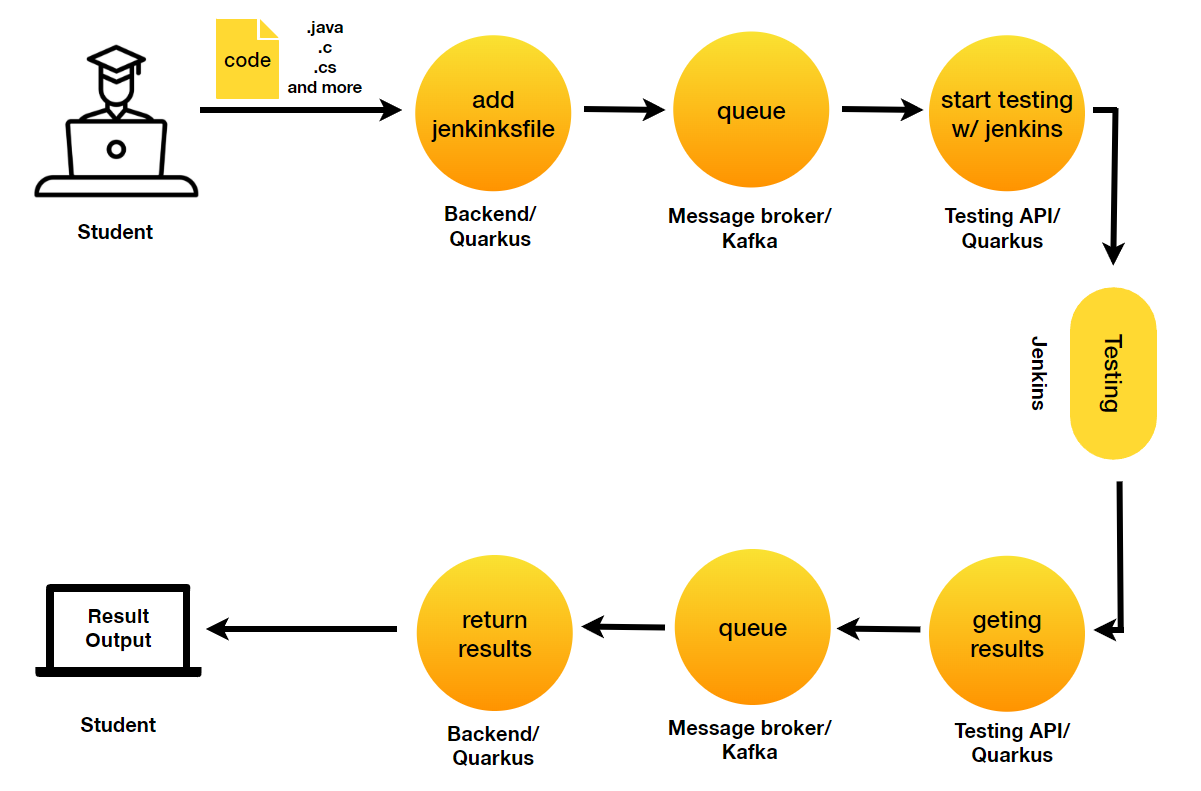 code
.java
.c
.cs
and more
Student
add
jenkinksfile
Backend/
Quarkus
queue
Message broker/
Kafka
start testing
w/ jenkins
Testing API/
Quarkus
Jenkins
Testing
geting
results
Testing API/
Quarkus
queue
Message broker/
Kafka
return
results
Backend/
Quarkus
Result
Output
Student